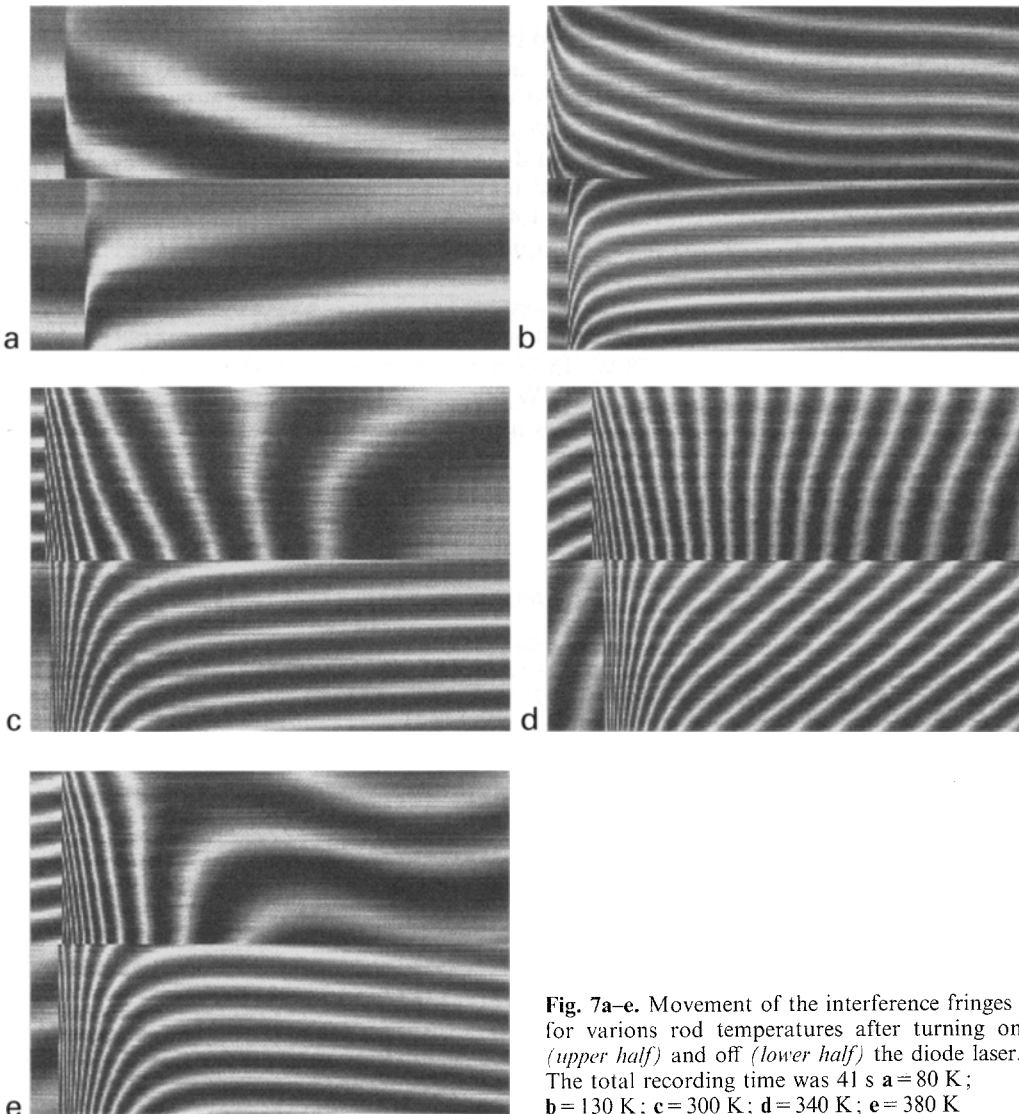 a
b
c
d
e
Fig. 7a–e. Movement of the interference fringes
for varions rod temperatures after turning on
(upper half) and off (lower half) the diode laser.
The total recording time was 41 s a = 80 K;
b = 130 K; c = 300 K; d = 340 K; e = 380 K